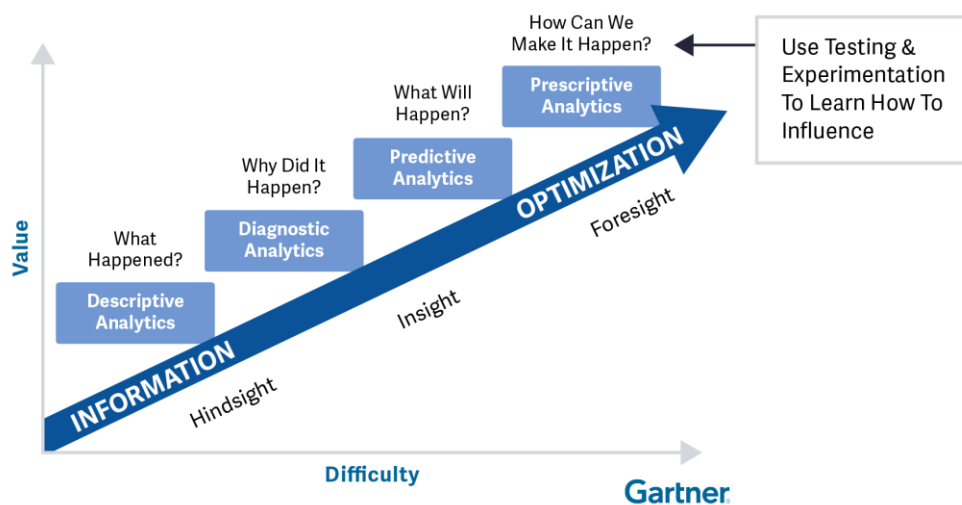 How Can We
Make It Happen?
Use Testing &
Experimentation
To Learn How To
Influence
Prescriptive
Analytics
What Will
Happen?
Predictive
Analytics
OPTIMIZATION
Foresight
Why Did It
Happen?
Diagnostic
Analytics
Insight
What
Happened?
Descriptive
Analytics
INFORMATION
Hindsight
Value
Difficulty
Gartner